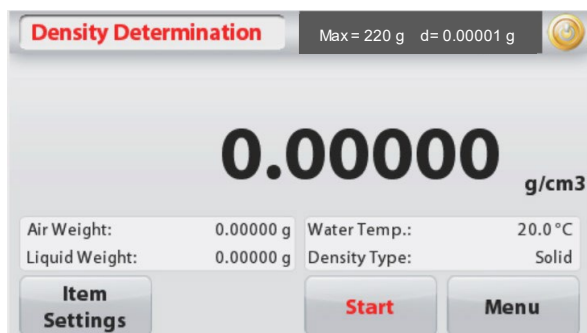 Density Determination Max = 220 g d= 0.00001 g
0.00000 g/cm3
Air Weight: 0.00000 g Water Temp.: 20.0°C
Liquid Weight: 0.00000 g Density Type: Solid
Item Settings
Start
Menu